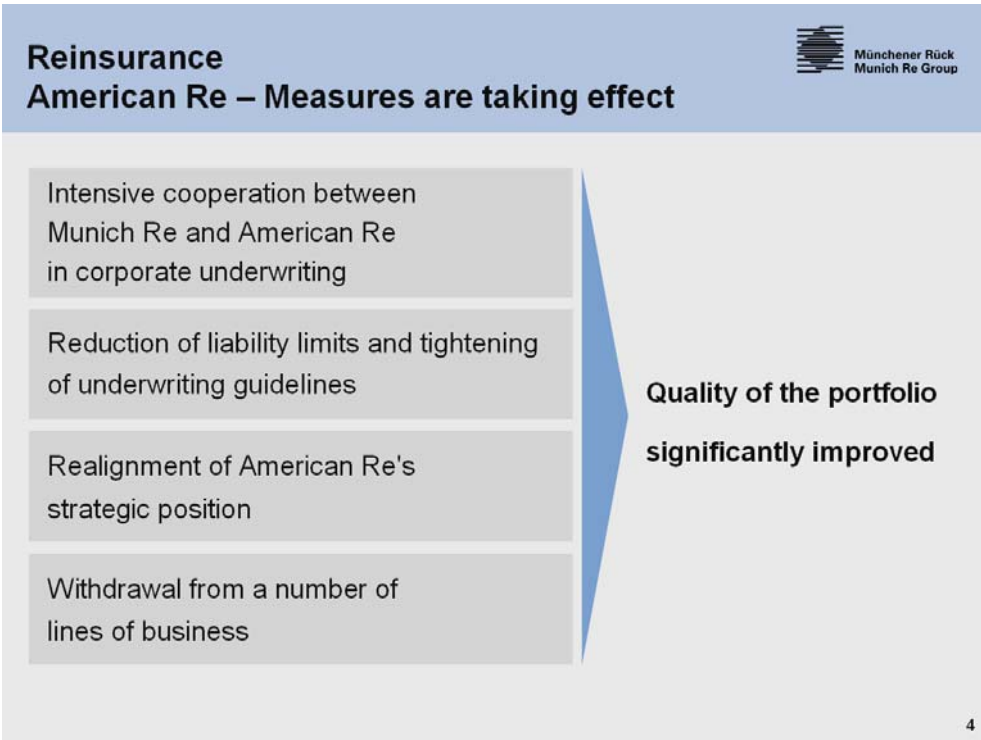 Reinsurance
American Re – Measures are taking effect
Münchener Rück
Munich Re Group
Intensive cooperation between
Munich Re and American Re
in corporate underwriting
Reduction of liability limits and tightening
of underwriting guidelines
Realignment of American Re's
strategic position
Withdrawal from a number of
lines of business
Quality of the portfolio
significantly improved
4